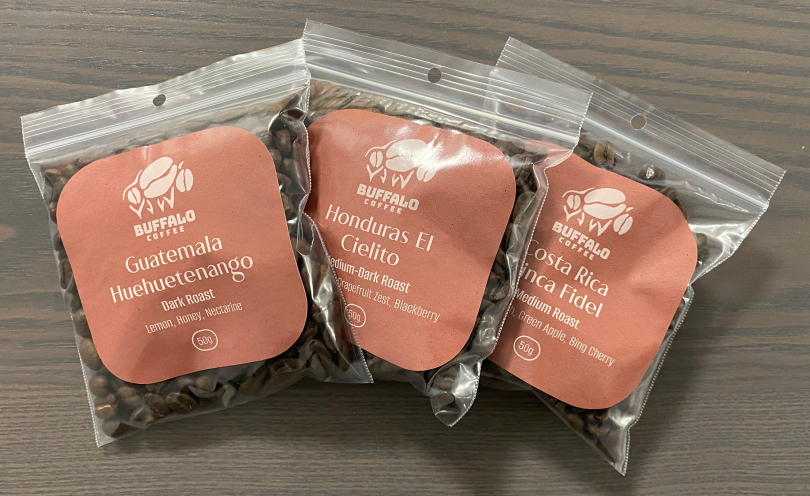 BUFFALO
COFFEE
Guatemala
Huehuetenango
Dark Roast
Lemon, Honey, Nectarine
50g
BUFFALO
COFFEE
Honduras El
Cielito
Medium-Dark Roast
Grapefruit Zest, Blackberry
50g
BUFFALO
COFFEE
Costa Rica
Finca Fidel
Medium Roast
Green Apple, Bing Cherry
50g